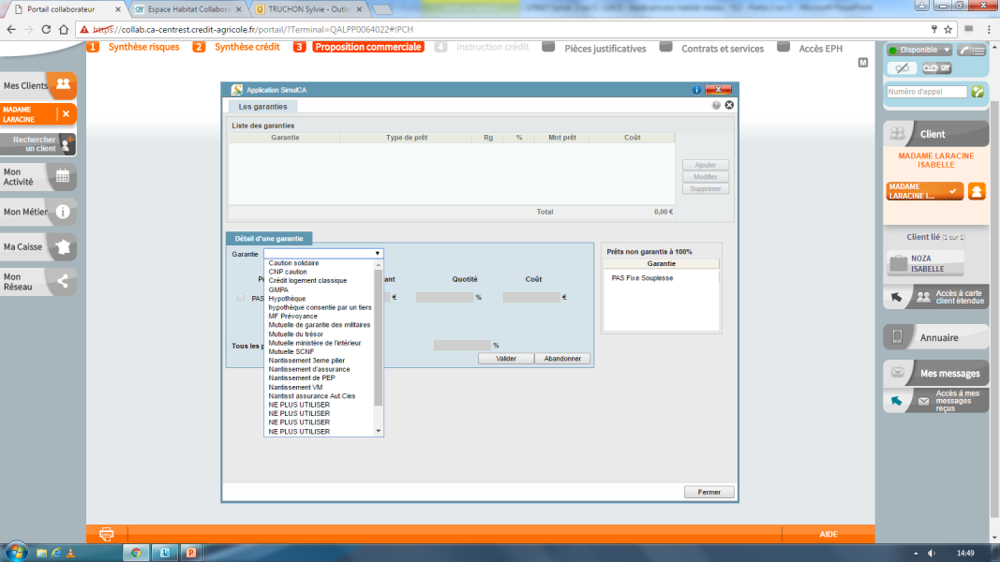 Portail collaborateur
Espace Habitat Collabor
TRUCHON Sylvie - Outlo
https://collab.ca-centrest.credit-agricole.fr/portail/?Terminal=QALPP0064022#!PCH
1 Synthèse risques 2 Synthèse crédit 3 Proposition commerciale 4 Instruction crédit Pièces justificatives Contrats et services Accès EPH
M
Mes Clients
MADAME
LARACINE
Rechercher
un client
Mon
Activité
Mon Métier
Ma Caisse
Mon
Réseau
Application SimulCA
Les garanties
Liste des garanties
Garantie Type de prêt Rg % Mnt prêt Coût
Ajouter
Modifier
Supprimer
Total 0,00 €
Détail d'une garantie
Garantie
Caution solidaire
CNP caution
Crédit logement classique
GMPA
Hypothèque
hypothèque consentie par un tiers
MF Prévoyance
Mutuelle de garantie des militaires
Mutuelle du trésor
Mutuelle ministère de l'intérieur
Mutuelle SCNF
Nantissement 3eme pilier
Nantissement d'assurance
Nantissement de PEP
Nantissement VM
Nantisst assurance Aut.Cies
NE PLUS UTILISER
NE PLUS UTILISER
NE PLUS UTILISER
NE PLUS UTILISER
ant Quotité Coût
PAS € % €
Tous les p %
Valider Abandonner
Prêts non garantis à 100%
Garantie
PAS Fixe Souplesse
Fermer
Disponible
Numéro d'appel
Client
MADAME LARACINE
ISABELLE
MADAME
LARACINE I...
Client lié (1 sur 1)
NOZA
ISABELLE
Accès à carte
client étendue
Annuaire
Mes messages
Accès à mes
messages
reçus
AIDE
14:49